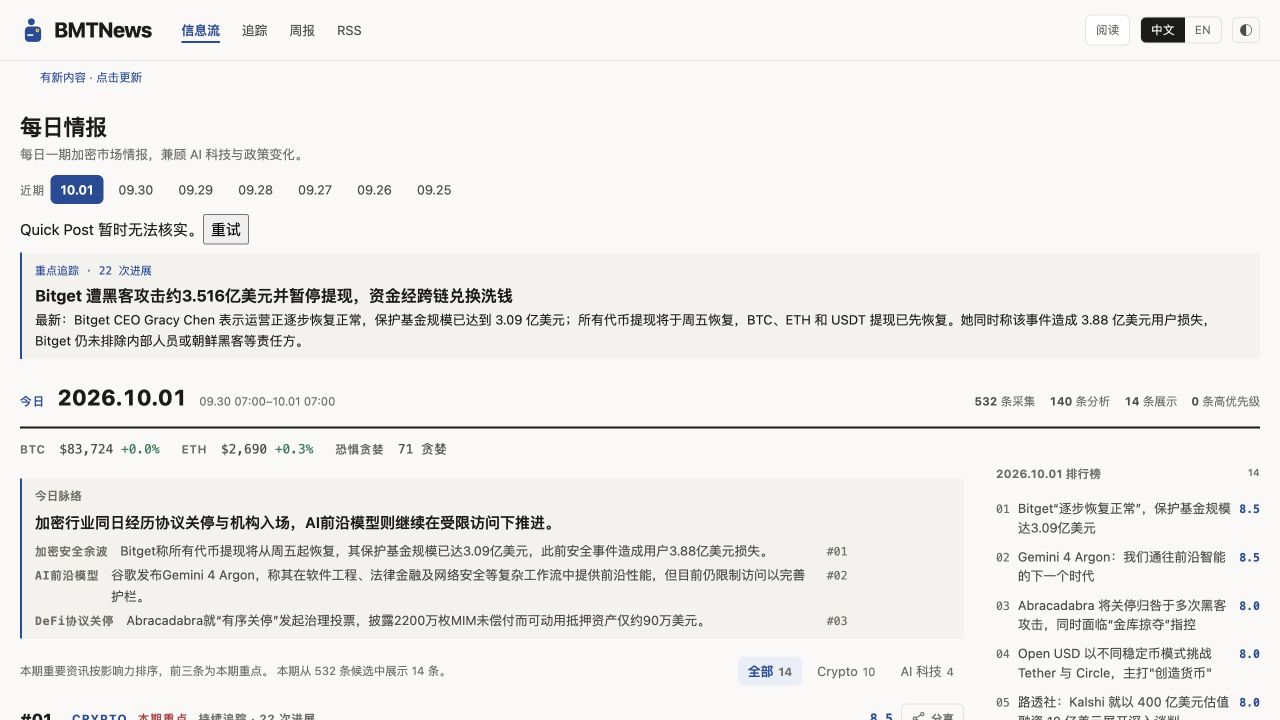 BMTNews 信息流 追踪 周报 RSS 阅读 中文 EN
有新内容 · 点击更新
每日情报
每日一期加密市场情报，兼顾 AI 科技与政策变化。
近期 10.01 09.30 09.29 09.28 09.27 09.26 09.25
Quick Post 暂时无法核实。 重试
重点追踪 · 22 次进展
Bitget 遭黑客攻击约3.516亿美元并暂停提现，资金经跨链兑换洗钱
最新：Bitget CEO Gracy Chen 表示运营正逐步恢复正常，保护基金规模已达到 3.09 亿美元；所有代币提现将于周五恢复，BTC、ETH 和 USDT 提现已先恢复。她同时称该事件造成 3.88 亿美元用户损失，
Bitget 仍未排除内部人员或朝鲜黑客等责任方。
今日 2026.10.01 09.30 07:00–10.01 07:00 532 条采集 140 条分析 14 条展示 0 条高优先级
BTC $83,724 +0.0% ETH $2,690 +0.3% 恐惧贪婪 71 贪婪
今日脉络
加密行业同日经历协议关停与机构入场，AI前沿模型则继续在受限访问下推进。
加密安全余波 Bitget称所有代币提现将从周五起恢复，其保护基金规模已达3.09亿美元，此前安全事件造成用户3.88亿美元损失。 #01
AI前沿模型 谷歌发布Gemini 4 Argon，称其在软件工程、法律金融及网络安全等复杂工作流中提供前沿性能，但目前仍限制访问以完善 #02
护栏。
DeFi协议关停 Abracadabra就“有序关停”发起治理投票，披露2200万枚MIM未偿付而可动用抵押资产仅约90万美元。 #03
本期重要资讯按影响力排序，前三条为本期重点。 本期从 532 条候选中展示 14 条。 全部 14 Crypto 10 AI 科技 4
#01 CRYPTO 本期重点 持续追踪 · 22 次进展 8.5 分享
2026.10.01 排行榜 14
01 Bitget“逐步恢复正常”，保护基金规模 8.5
达3.09亿美元
02 Gemini 4 Argon：我们通往前沿智能 8.5
的下一个时代
03 Abracadabra 将关停归咎于多次黑客 8.0
攻击，同时面临“金库掠夺”指控
04 Open USD 以不同稳定币模式挑战 8.0
Tether 与 Circle，主打"创造货币"
05 路透社：Kalshi 就以 400 亿美元估值 8.0
融资 10 亿美元展开深入谈判